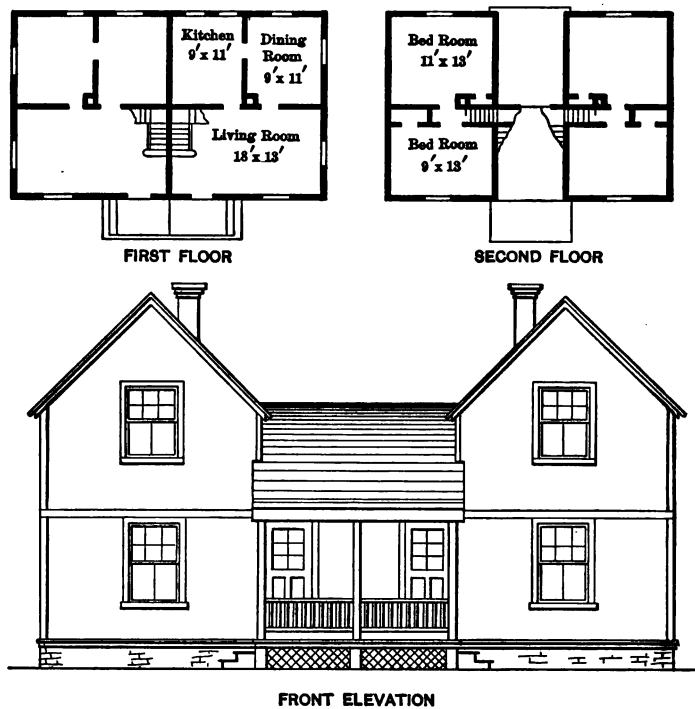 Kitchen
9'x 11'
Dining
Room
9'x 11'
Living Room
13'x 13'
FIRST FLOOR
Bed Room
11'x 13'
Bed Room
9'x 13'
SECOND FLOOR
FRONT ELEVATION